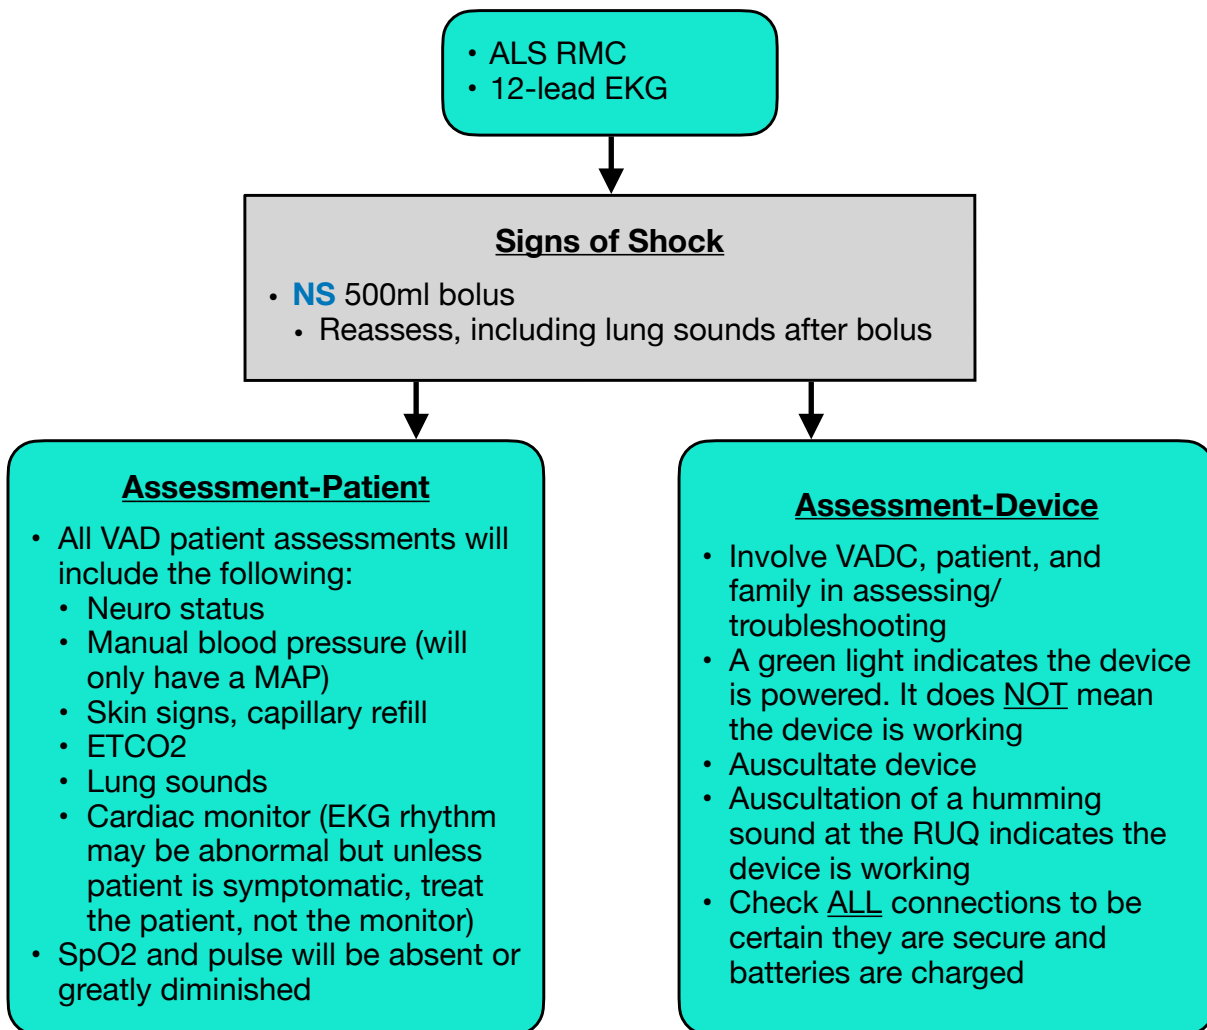 • ALS RMC
• 12-lead EKG
Signs of Shock
• NS 500ml bolus
• Reassess, including lung sounds after bolus
Assessment-Patient
• All VAD patient assessments will
include the following:
• Neuro status
• Manual blood pressure (will
only have a MAP)
• Skin signs, capillary refill
• ETCO2
• Lung sounds
• Cardiac monitor (EKG rhythm
may be abnormal but unless
patient is symptomatic, treat
the patient, not the monitor)
• SpO2 and pulse will be absent or
greatly diminished
Assessment-Device
• Involve VADC, patient, and
family in assessing/
troubleshooting
• A green light indicates the device
is powered. It does NOT mean
the device is working
• Auscultate device
• Auscultation of a humming
sound at the RUQ indicates the
device is working
• Check ALL connections to be
certain they are secure and
batteries are charged